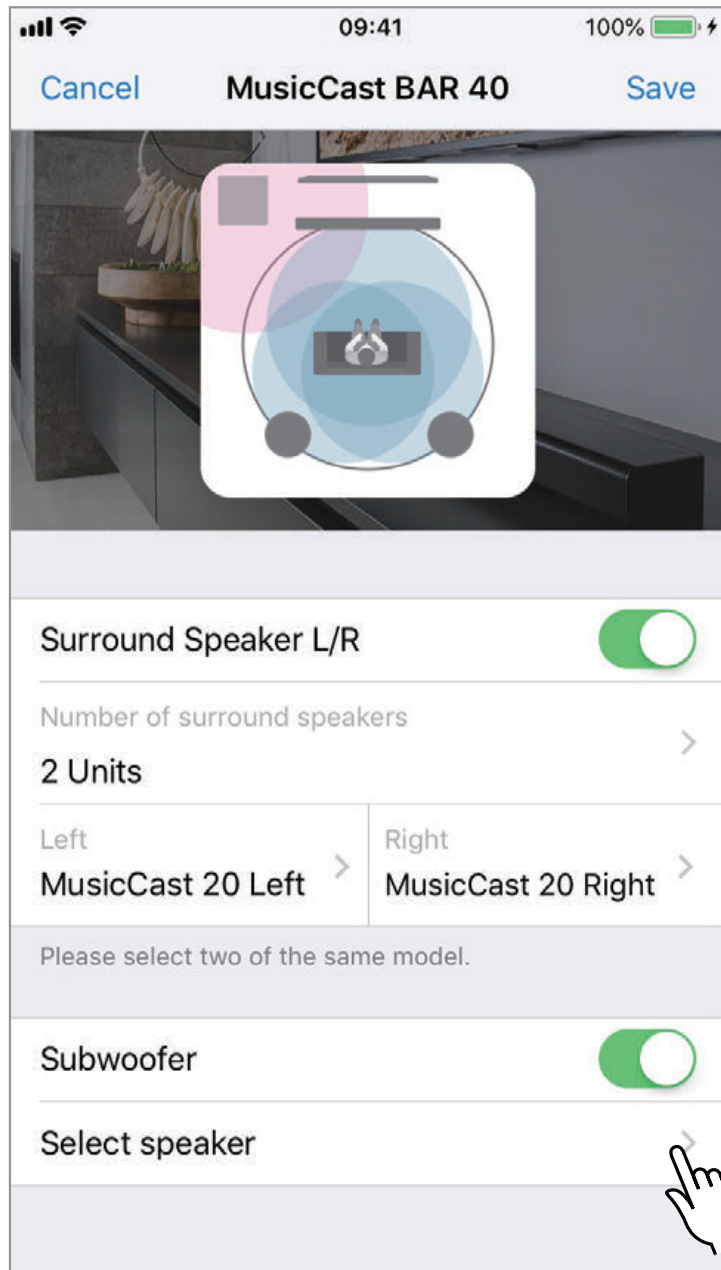 09:41
100%
Cancel
MusicCast BAR 40
Save
Surround Speaker L/R
Number of surround speakers
2 Units
Left
MusicCast 20 Left
Right
MusicCast 20 Right
Please select two of the same model.
Subwoofer
Select speaker